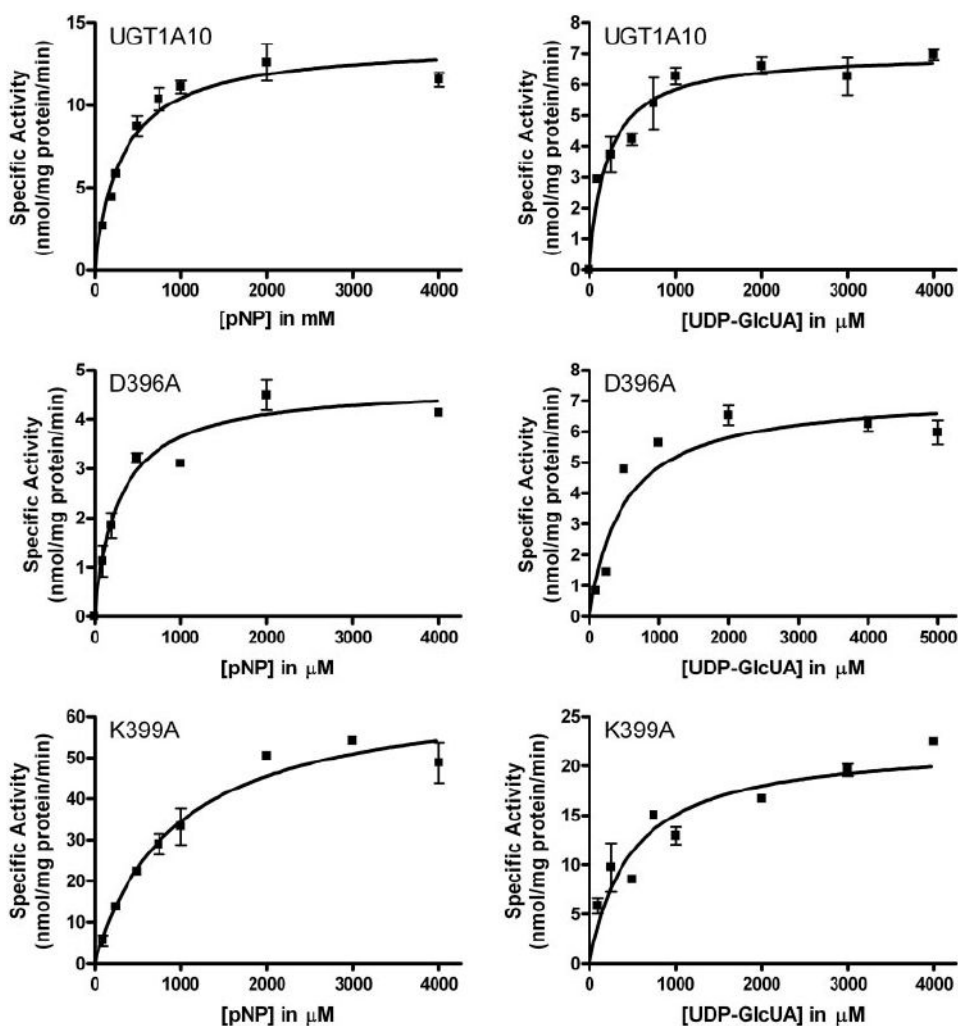 UGT1A10
Specific Activity
(nmol/mg protein/min)
15
10
5
0
0 1000 2000 3000 4000
[pNP] in mM
UGT1A10
Specific Activity
(nmol/mg protein/min)
8
7
6
5
4
3
2
1
0
0 1000 2000 3000 4000
[UDP-GlcUA] in μM
D396A
Specific Activity
(nmol/mg protein/min)
5
4
3
2
1
0
0 1000 2000 3000 4000
[pNP] in μM
D396A
Specific Activity
(nmol/mg protein/min)
8
7
6
5
4
3
2
1
0
0 1000 2000 3000 4000 5000
[UDP-GlcUA] in μM
K399A
Specific Activity
(nmol/mg protein/min)
60
50
40
30
20
10
0
0 1000 2000 3000 4000
[pNP] in μM
K399A
Specific Activity
(nmol/mg protein/min)
25
20
15
10
5
0
0 1000 2000 3000 4000
[UDP-GlcUA] in μM